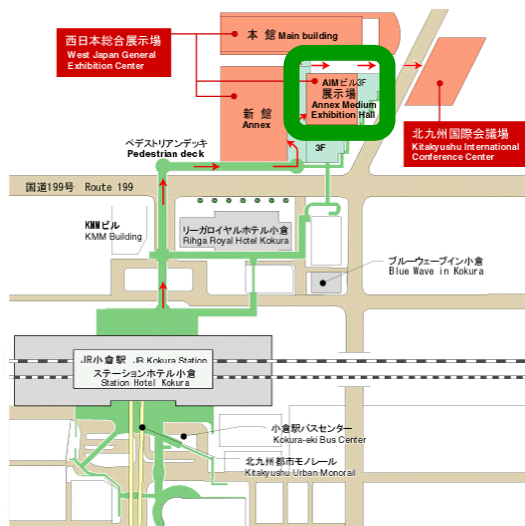 本 館 Main building
西日本総合展示場
West Japan General
Exhibition Center
AIMビル3F
展示場
Annex Medium
Exhibition Hall
新 館
Annex
北九州国際会議場
Kitakyushu International
Conference Center
ペデストリアンデッキ
Pedestrian deck
3F
国道199号 Route 199
KMMビル
KMM Building
リーガロイヤルホテル小倉
Rihga Royal Hotel Kokura
ブルーウェーブイン小倉
Blue Wave in Kokura
JR小倉駅 JR Kokura Station
ステーションホテル小倉
Station Hotel Kokura
小倉駅バスセンター
Kokura-eki Bus Center
北九州都市モノレール
Kitakyushu Urban Monorail